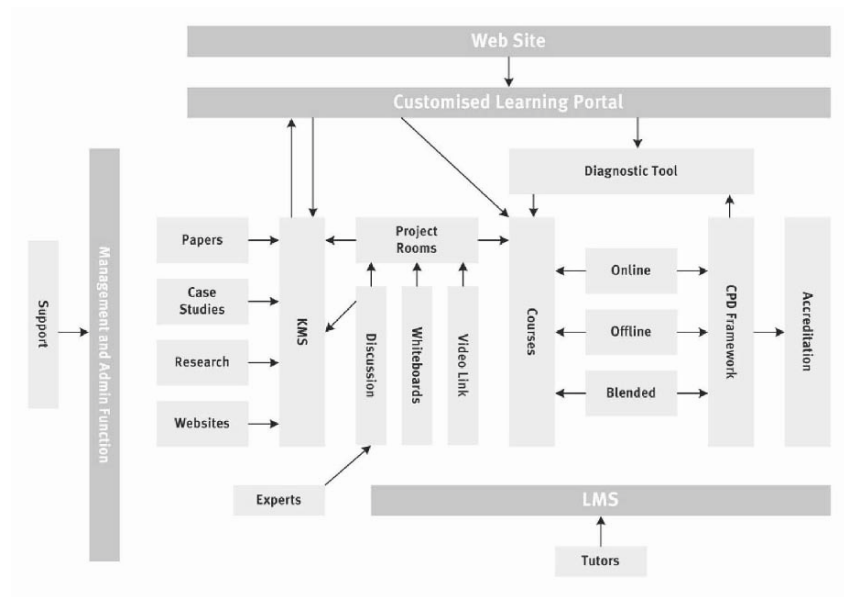 Web Site
Customised Learning Portal
Diagnostic Tool
Papers
Project
Rooms
Online
Case
Studies
Offline
Research
Blended
Websites
Support
Management and Admin Function
KMS
Discussion
Whiteboards
Video Link
Courses
CPD Framework
Accreditation
Experts
LMS
Tutors